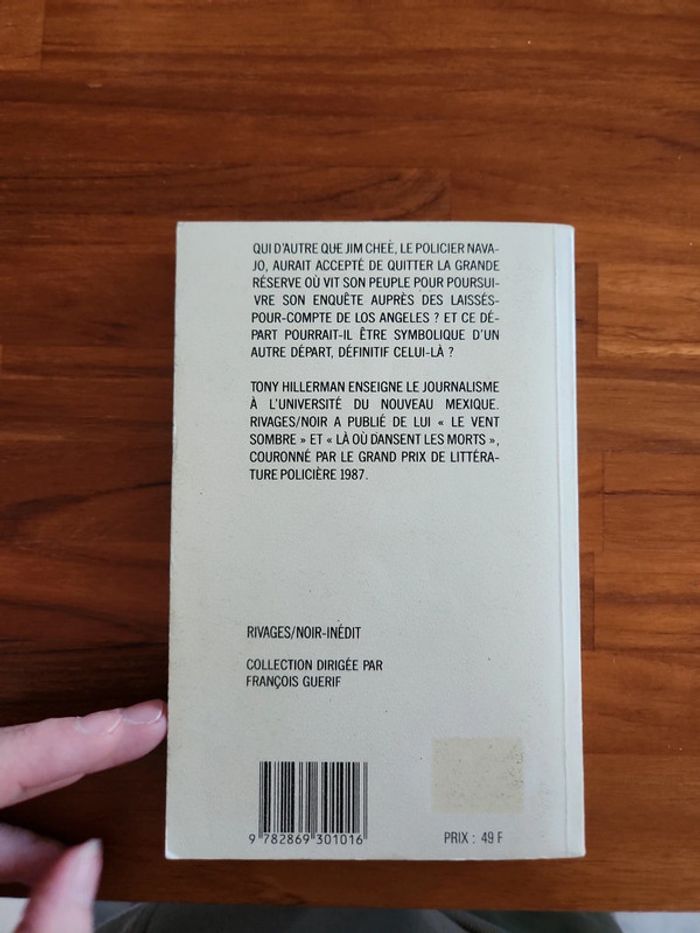 QUI D'AUTRE QUE JIM CHEE, LE POLICIER NAVA-
JO, AURAIT ACCEPTÉ DE QUITTER LA GRANDE
RÉSERVE OÙ VIT SON PEUPLE POUR POURSUI-
VRE SON ENQUÊTE AUPRÈS DES LAISSÉS-
POUR-COMPTE DE LOS ANGELES ? ET CE DÉ-
PART POURRAIT-IL ÊTRE SYMBOLIQUE D'UN
AUTRE DÉPART, DÉFINITIF CELUI-LÀ ?
TONY HILLERMAN ENSEIGNE LE JOURNALISME
À L'UNIVERSITÉ DU NOUVEAU MEXIQUE.
RIVAGES/NOIR A PUBLIÉ DE LUI « LE VENT
SOMBRE » ET « LÀ OÙ DANSENT LES MORTS »,
COURONNÉ PAR LE GRAND PRIX DE LITTÉRA-
TURE POLICIÈRE 1987.
RIVAGES/NOIR-INÉDIT
COLLECTION DIRIGÉE PAR
FRANÇOIS GUERIF
9 782869 301016
PRIX : 49 F